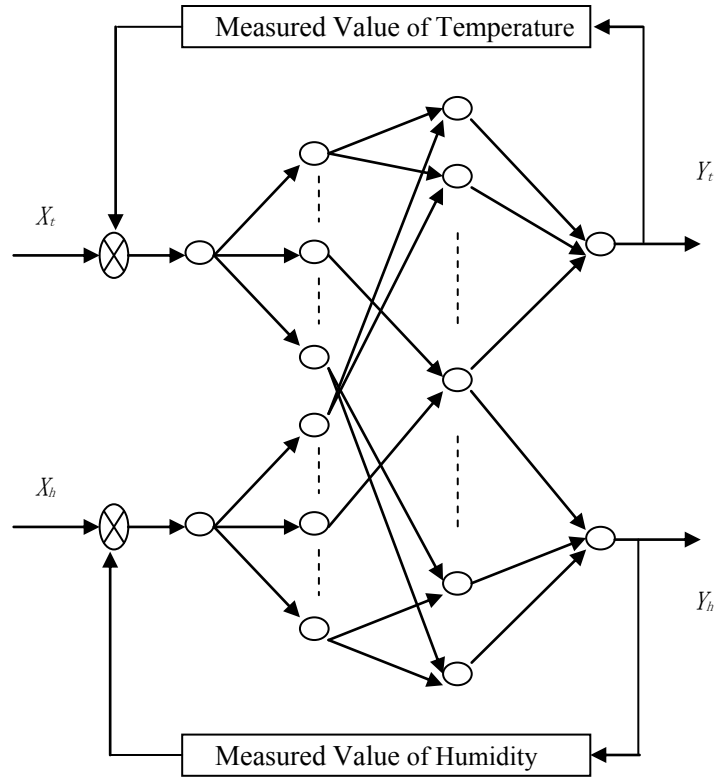 Measured Value of Temperature
Xt
Yt
Xh
Yh
Measured Value of Humidity